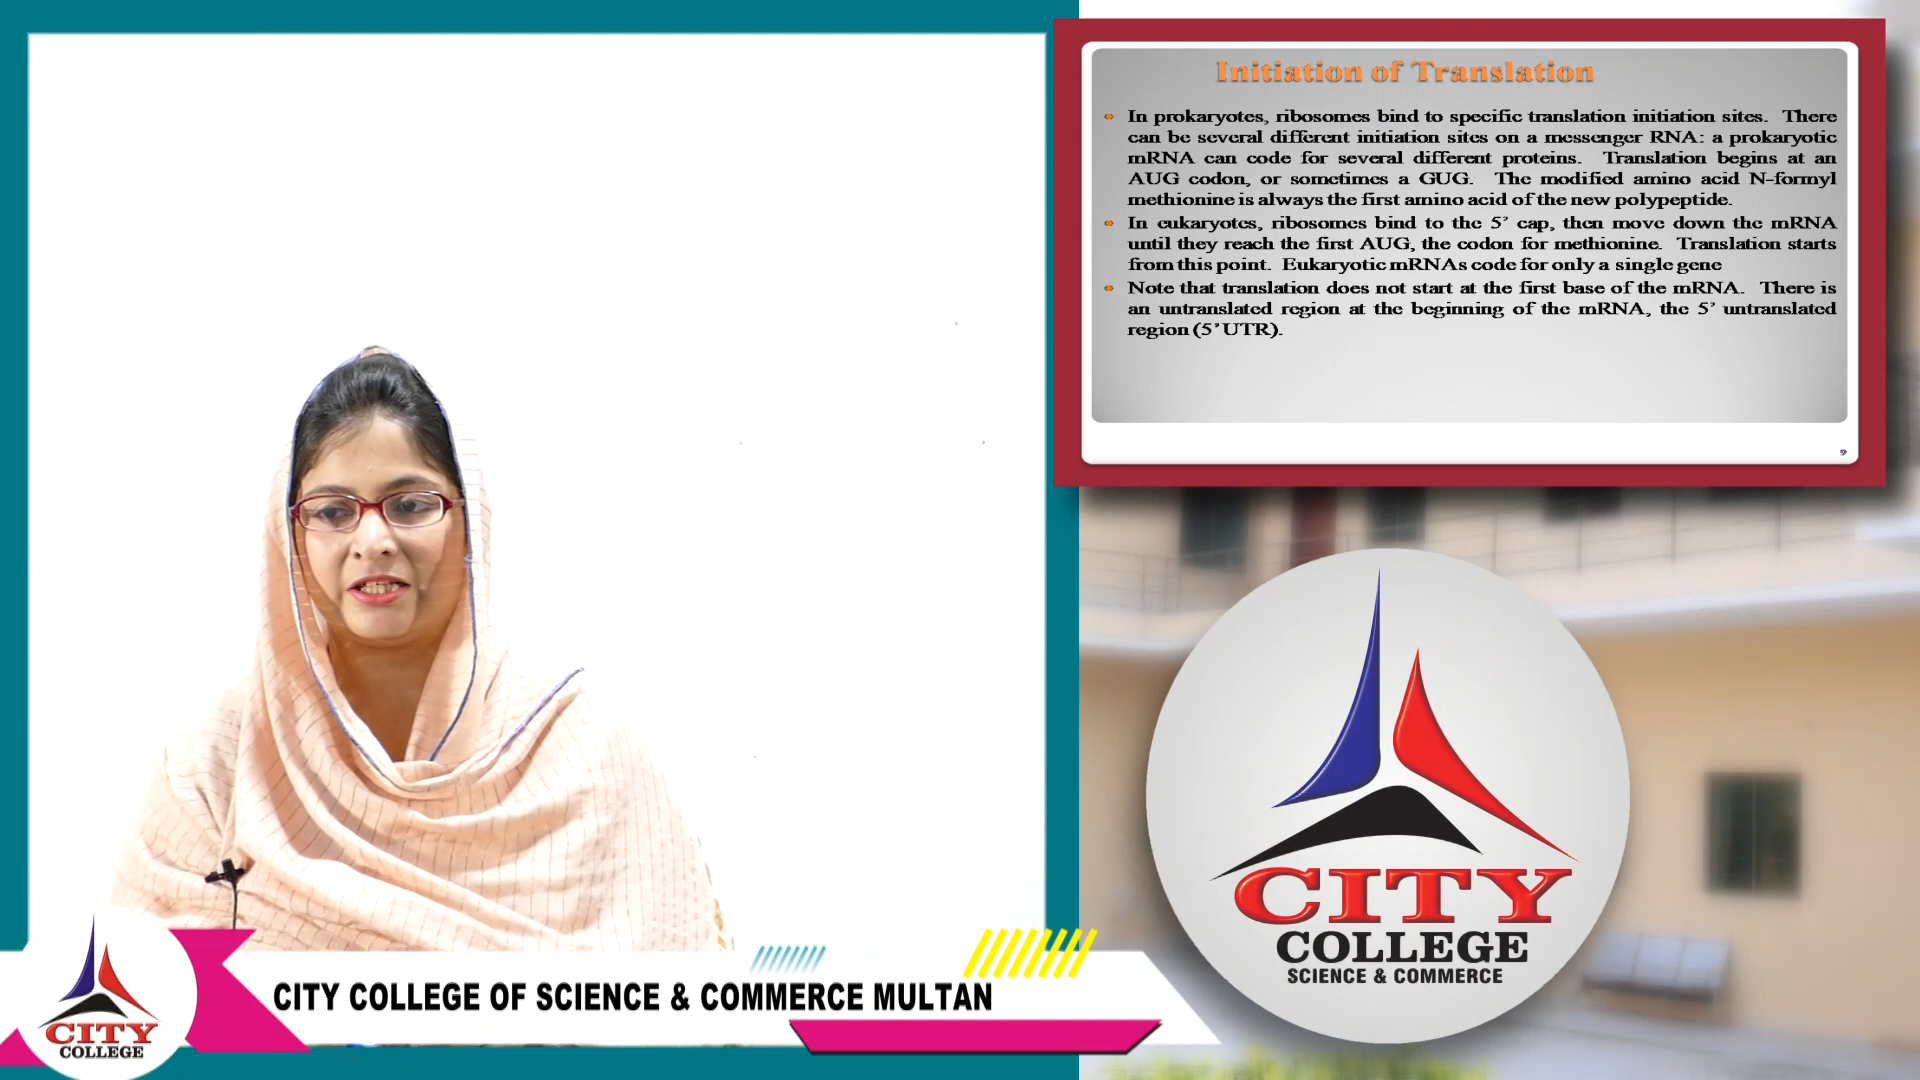 Initiation of Translation
In prokaryotes, ribosomes bind to specific translation initiation sites. There
can be several different initiation sites on a messenger RNA: a prokaryotic
mRNA can code for several different proteins. Translation begins at an
AUG codon, or sometimes a GUG. The modified amino acid N-formyl
methionine is always the first amino acid of the new polypeptide.
In eukaryotes, ribosomes bind to the 5' cap, then move down the mRNA
until they reach the first AUG, the codon for methionine. Translation starts
from this point. Eukaryotic mRNAs code for only a single gene
Note that translation does not start at the first base of the mRNA. There is
an untranslated region at the beginning of the mRNA, the 5' untranslated
region (5' UTR).
9
CITY
COLLEGE
SCIENCE & COMMERCE
CITY COLLEGE OF SCIENCE & COMMERCE MULTAN
CITY
COLLEGE